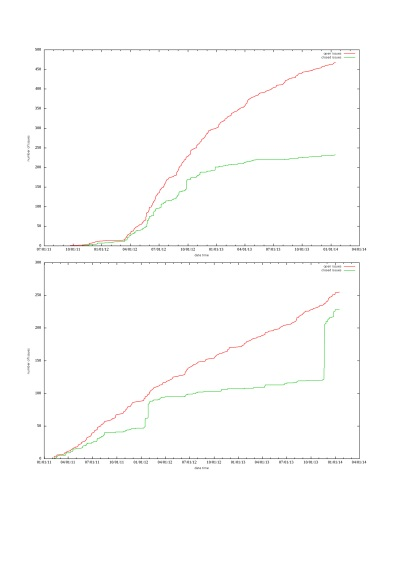 500
open issues
closed issues
450
400
350
300
250
number of issues
200
150
100
50
0
07/01/11 10/01/11 01/01/12 04/01/12 07/01/12 10/01/12 01/01/13 04/01/13 07/01/13 10/01/13 01/01/14 04/01/14
date time
300
open issues
closed issues
250
200
number of issues
150
100
50
0
01/01/11 04/01/11 07/01/11 10/01/11 01/01/12 04/01/12 07/01/12 10/01/12 01/01/13 04/01/13 07/01/13 10/01/13 01/01/14 04/01/14
date time